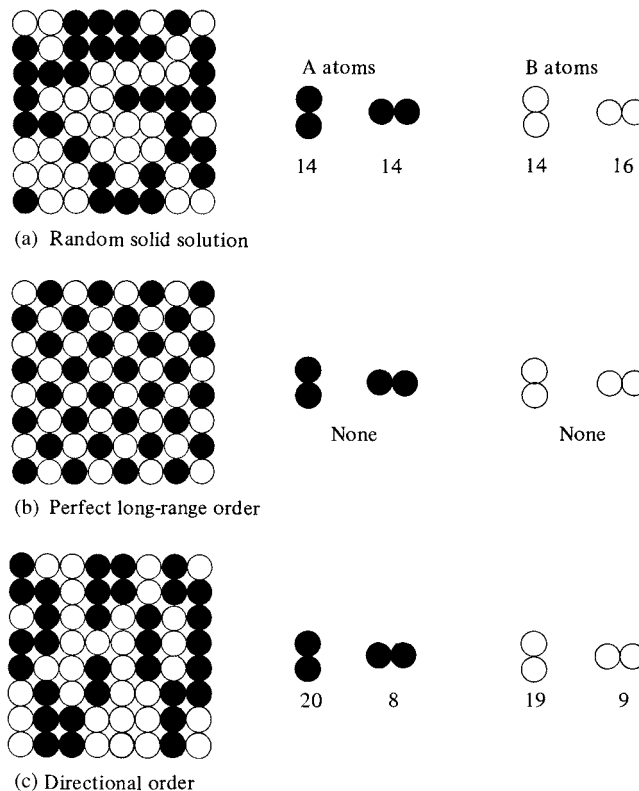 A atoms
B atoms
14
14
14
16
(a) Random solid solution
None
None
(b) Perfect long-range order
20
8
19
9
(c) Directional order